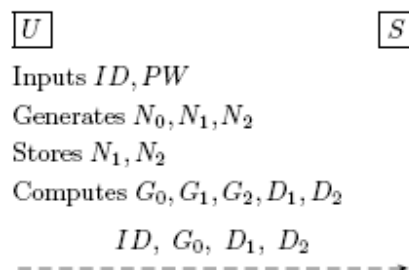 U S
Inputs ID, PW
Generates N₀, N₁, N₂
Stores N₁, N₂
Computes G₀, G₁, G₂, D₁, D₂
ID, G₀, D₁, D₂